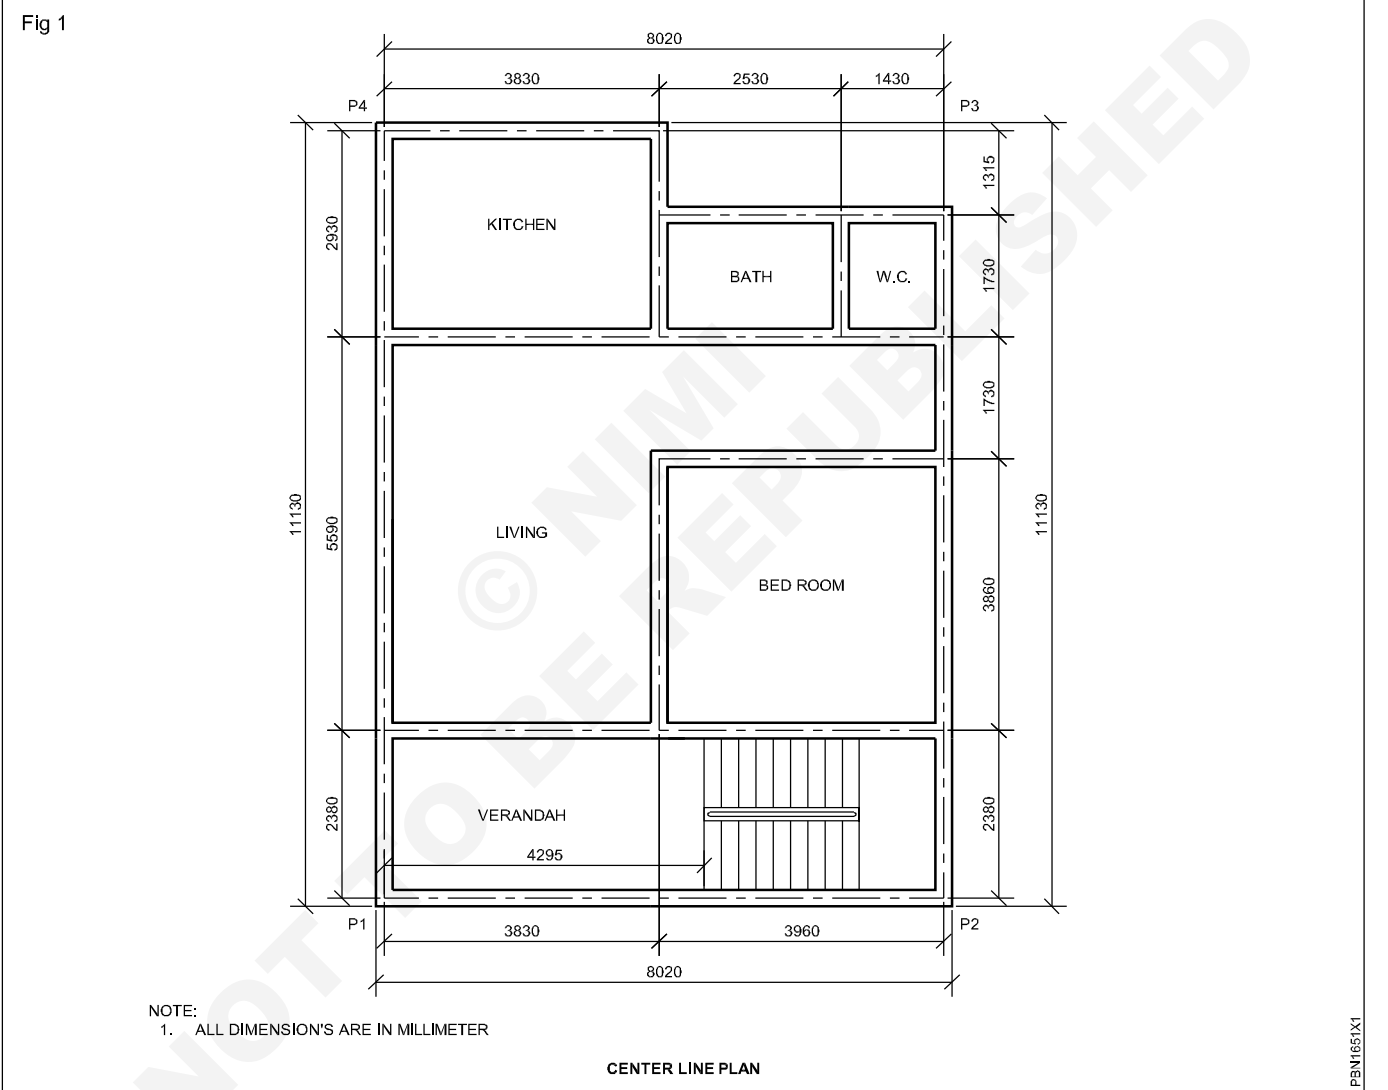 Fig 1
8020
3830 2530 1430
P4 P3
1315
2930
KITCHEN
BATH
W.C.
1730
1730
11130
5590
LIVING
BED ROOM
3860
11130
2380
VERANDAH
4295
2380
P1 P2
3830 3960
8020
NOTE:
1. ALL DIMENSION'S ARE IN MILLIMETER
CENTER LINE PLAN
PBN1651X1
© NIMI
NOT TO BE REPUBLISHED